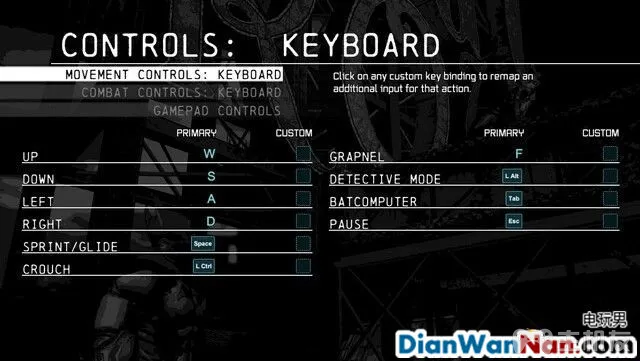 CONTROLS: KEYBOARD
MOVEMENT CONTROLS: KEYBOARD
COMBAT CONTROLS: KEYBOARD
GAMEPAD CONTROLS
Click on any custom key binding to remap an
additional input for that action.
PRIMARY CUSTOM
UP W
DOWN S
LEFT A
RIGHT D
SPRINT/GLIDE Space
CROUCH L Ctrl
PRIMARY CUSTOM
GRAPNEL F
DETECTIVE MODE L Alt
BATCOMPUTER Tab
PAUSE Esc
电玩男
DianWanNan.com